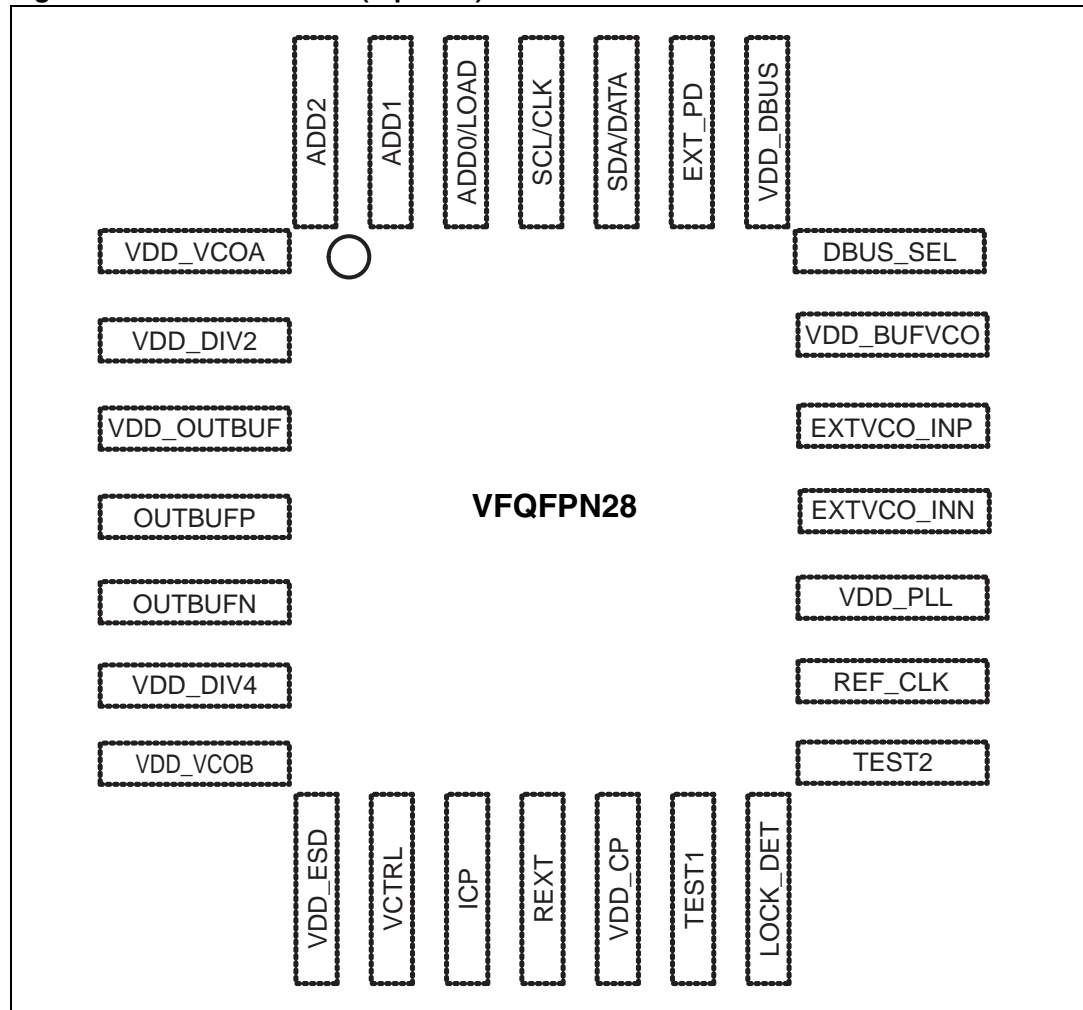 ADD2
ADD1
ADD0/LOAD
SCL/CLK
SDA/DATA
EXT_PD
VDD_DBUS
VDD_VCOA
DBUS_SEL
VDD_DIV2
VDD_BUFVCO
VDD_OUTBUF
EXTVCO_INP
OUTBUFP
VFQFPN28
EXTVCO_INN
OUTBUFN
VDD_PLL
VDD_DIV4
REF_CLK
VDD_VCOB
TEST2
VDD_ESD
VCTRL
ICP
REXT
VDD_CP
TEST1
LOCK_DET